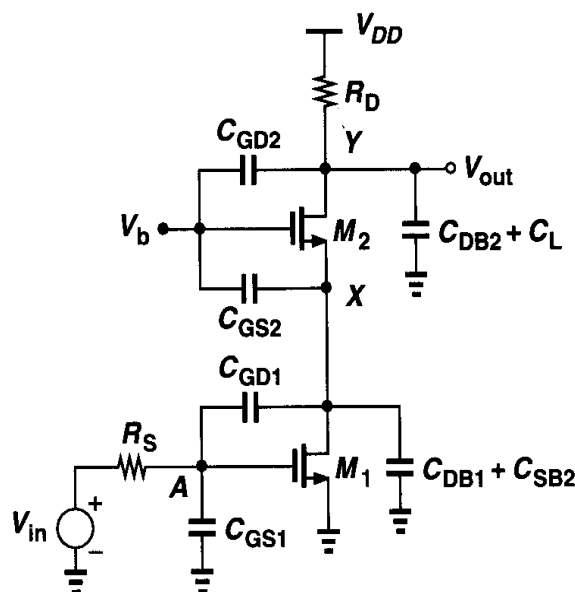 V_DD
R_D
C_GD2
Y
V_out
V_b
M_2
C_DB2 + C_L
C_GS2
X
C_GD1
R_S
A
M_1
C_DB1 + C_SB2
V_in
+
−
C_GS1